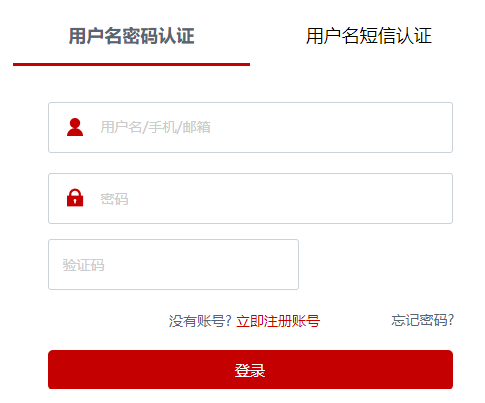 用户名密码认证 用户名短信认证
用户名/手机/邮箱
密码
验证码
没有账号? 立即注册账号 忘记密码?
登录